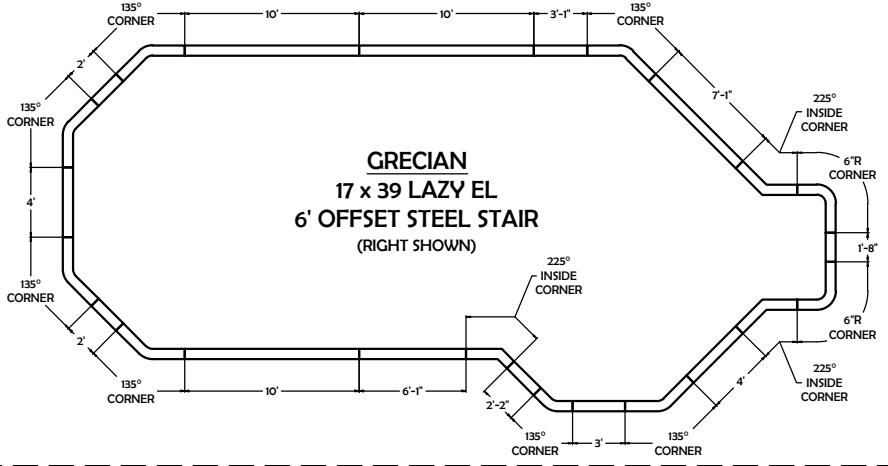 135°
CORNER
10'
10'
3'-1"
135°
CORNER
2'
7'-1"
135°
CORNER
225°
INSIDE
CORNER
6"R
CORNER
GRECIAN
17 x 39 LAZY EL
6' OFFSET STEEL STAIR
(RIGHT SHOWN)
4'
1'-8"
225°
INSIDE
CORNER
135°
CORNER
6"R
CORNER
2'
225°
INSIDE
CORNER
135°
CORNER
10'
6'-1"
2'-2"
4'
135°
CORNER
3'
135°
CORNER